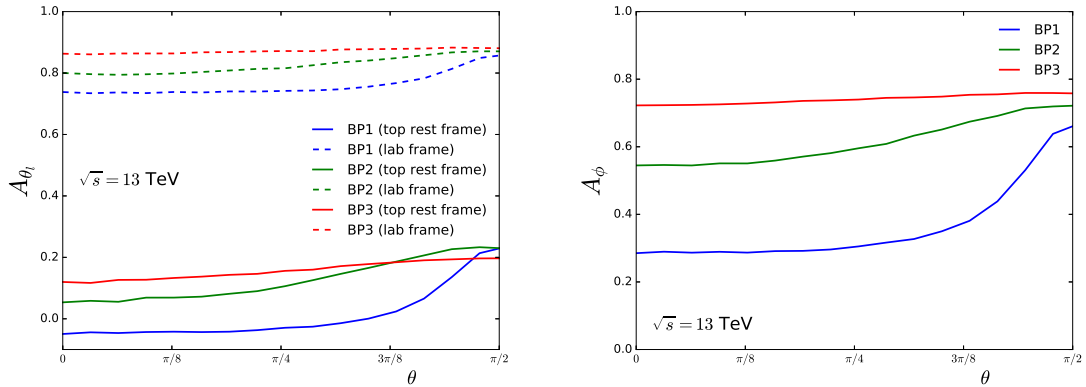 1.0
0.8
0.6
0.4
0.2
0.0
A_{θ_l}
√s = 13 TeV
BP1 (top rest frame)
BP1 (lab frame)
BP2 (top rest frame)
BP2 (lab frame)
BP3 (top rest frame)
BP3 (lab frame)
0 π/8 π/4 3π/8 π/2
θ
1.0
0.8
0.6
0.4
0.2
0.0
A_ϕ
BP1
BP2
BP3
√s = 13 TeV
0 π/8 π/4 3π/8 π/2
θ